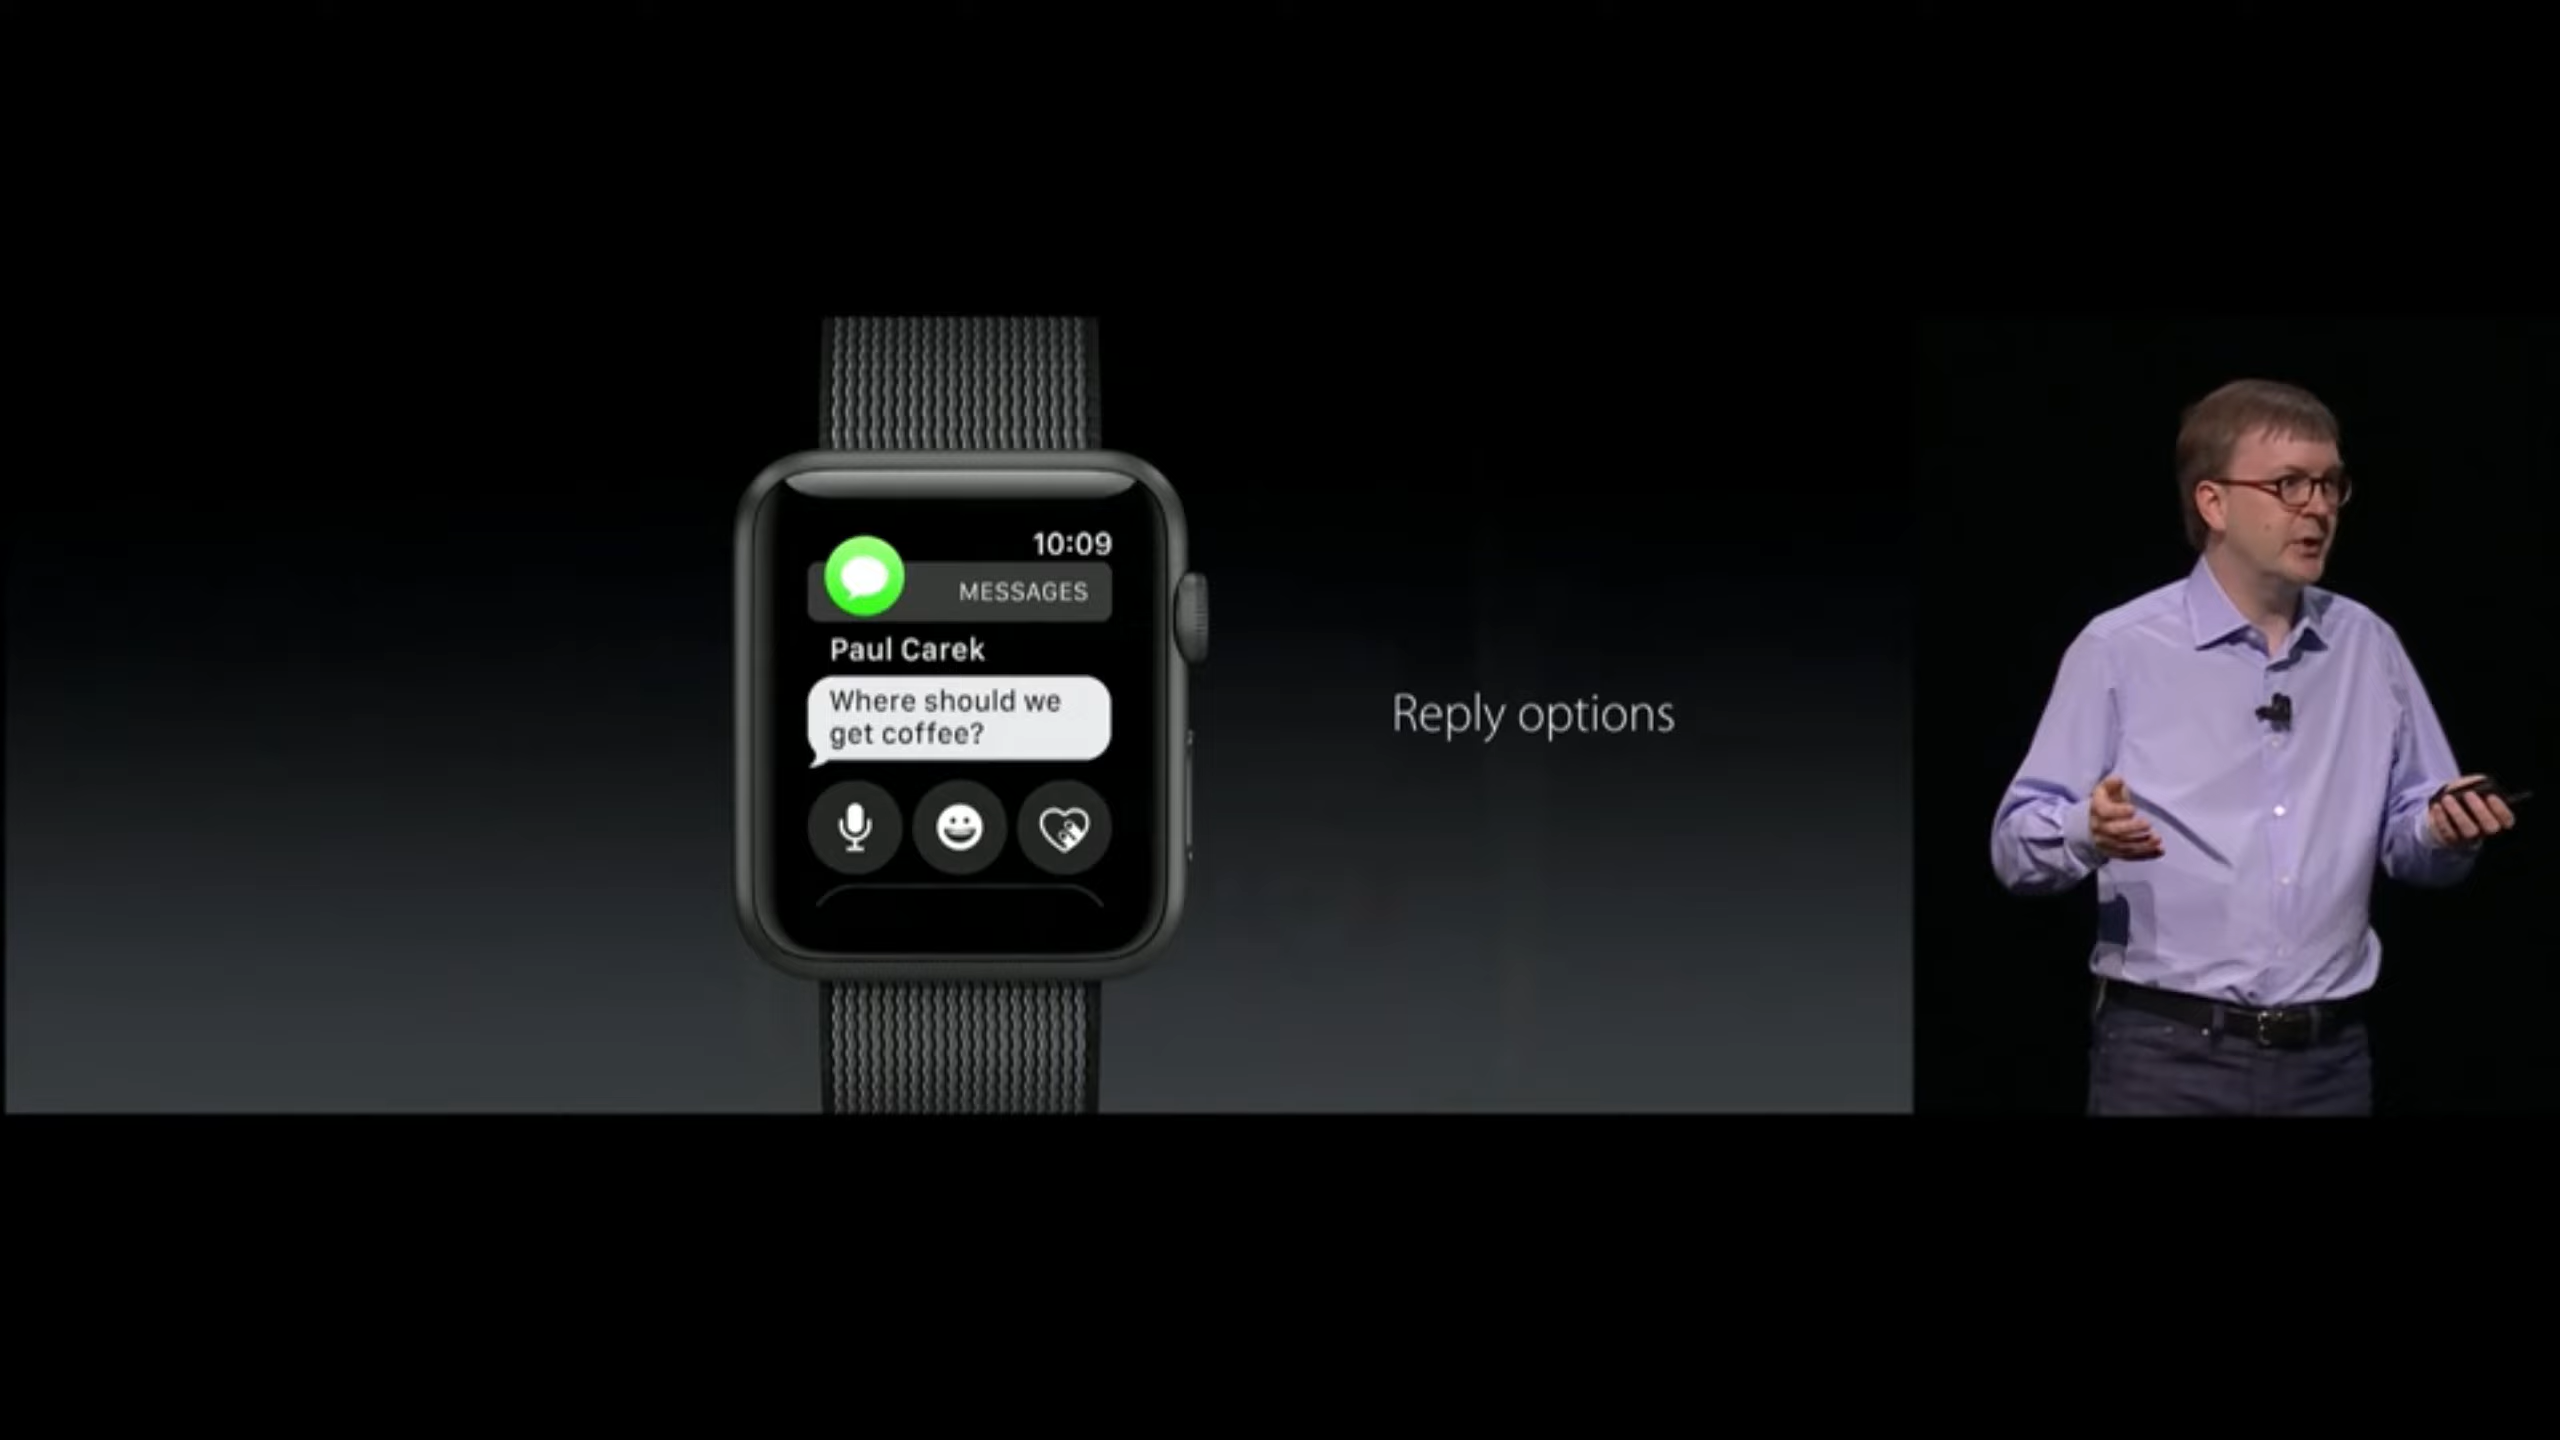 10:09
MESSAGES
Paul Carek
Where should we
get coffee?
Reply options